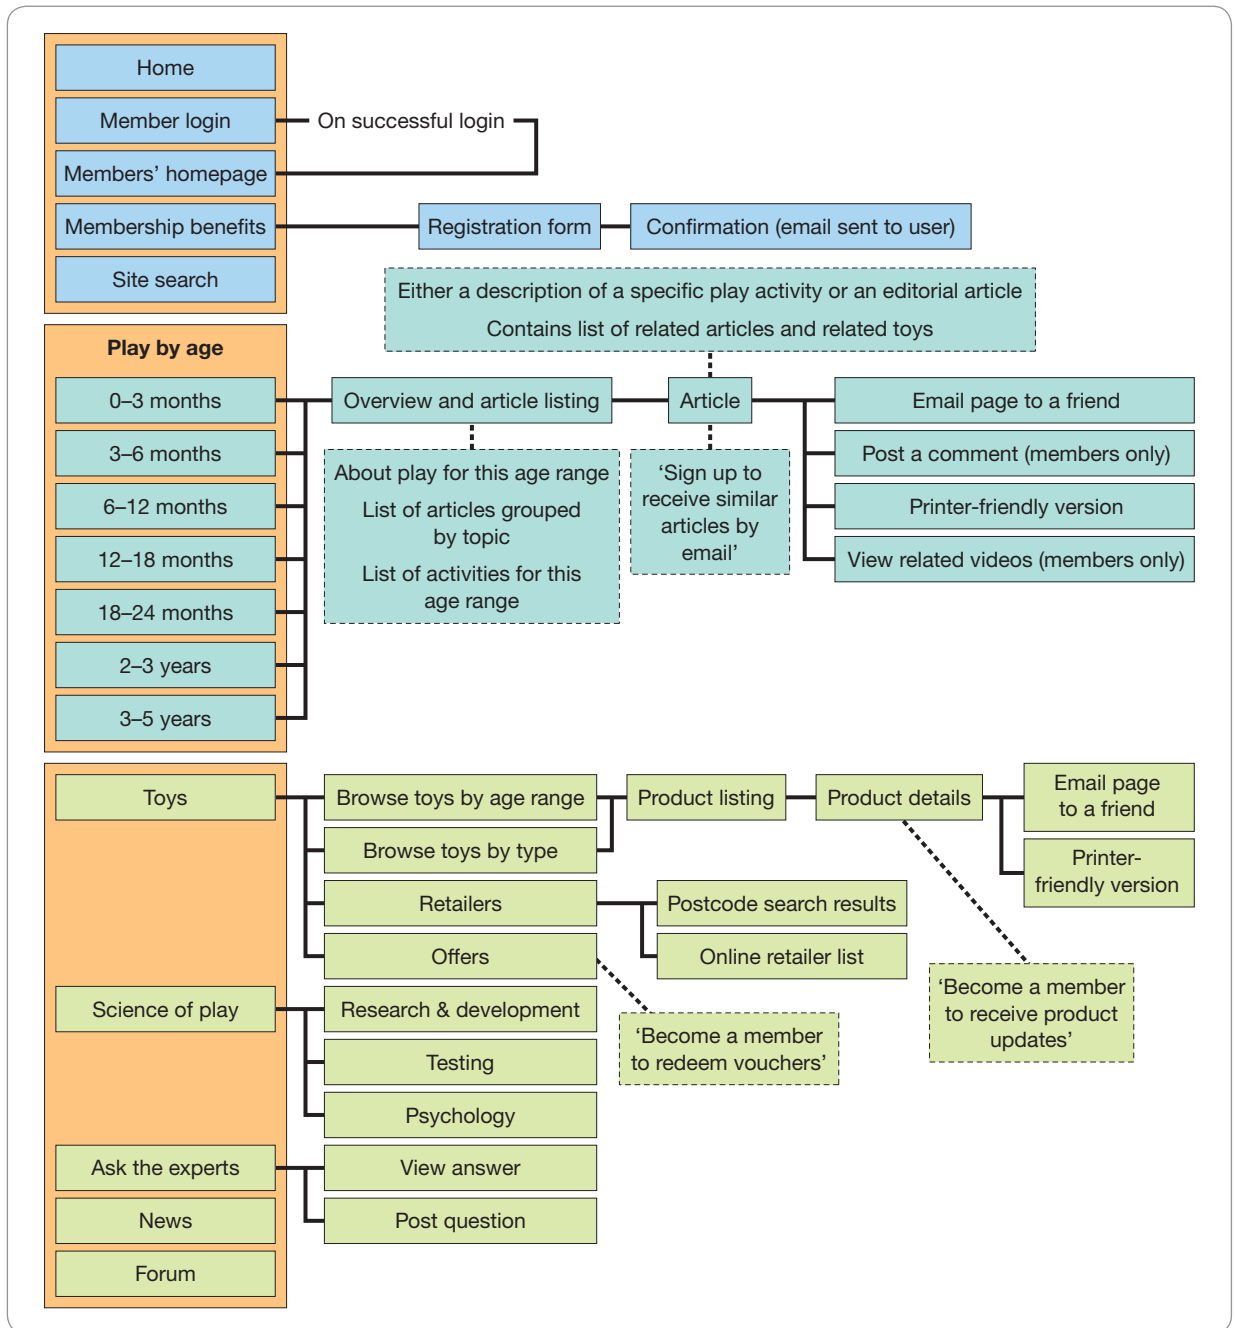 Home
Member login
On successful login
Members’ homepage
Membership benefits
Registration form
Confirmation (email sent to user)
Site search
Either a description of a specific play activity or an editorial article
Contains list of related articles and related toys
Play by age
0–3 months
Overview and article listing
Article
Email page to a friend
3–6 months
Post a comment (members only)
6–12 months
Printer-friendly version
12–18 months
View related videos (members only)
18–24 months
2–3 years
3–5 years
About play for this age range
List of articles grouped
by topic
List of activities for this
age range
‘Sign up to
receive similar
articles by
email’
Toys
Browse toys by age range
Product listing
Product details
Email page
to a friend
Browse toys by type
Printer-
friendly version
Retailers
Postcode search results
Offers
Online retailer list
‘Become a member
to receive product
updates’
Science of play
Research & development
‘Become a member
to redeem vouchers’
Testing
Psychology
Ask the experts
View answer
News
Post question
Forum